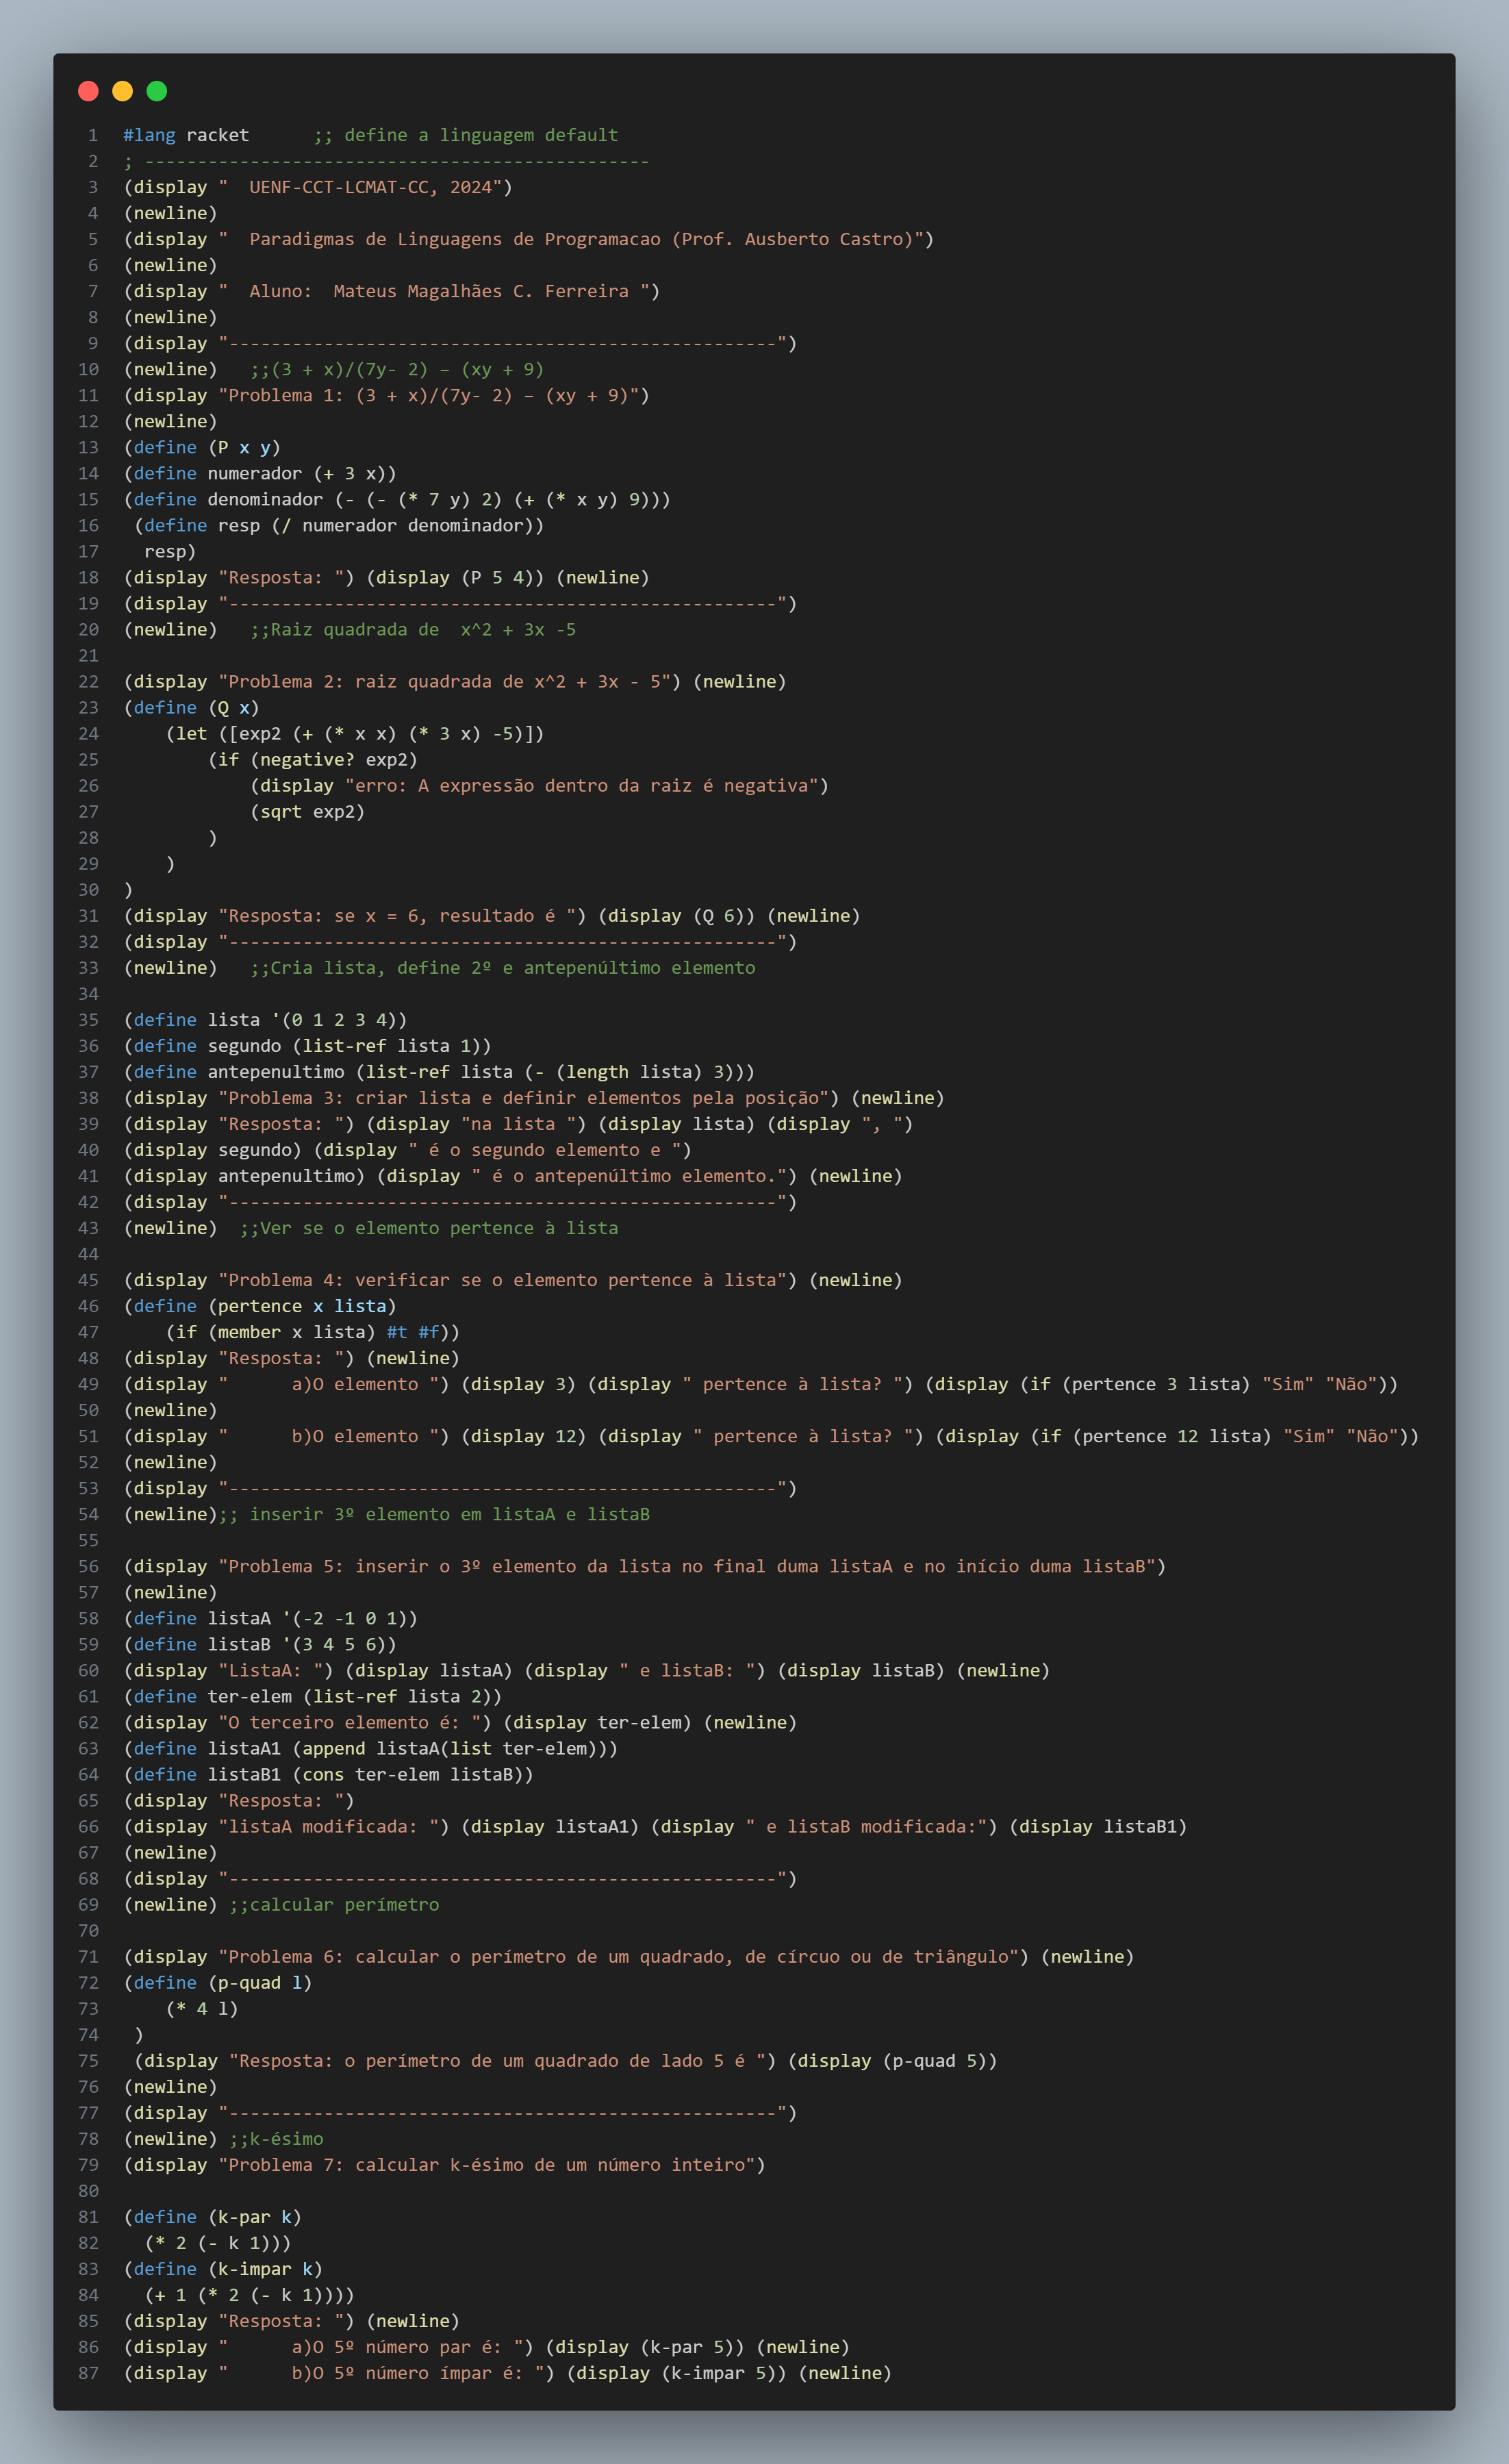 1 #lang racket      ;; define a linguagem default
2 ; ------------------------------------------------
3 (display "  UENF-CCT-LCMAT-CC, 2024")
4 (newline)
5 (display "  Paradigmas de Linguagens de Programacao (Prof. Ausberto Castro)")
6 (newline)
7 (display "  Aluno:  Mateus Magalhães C. Ferreira ")
8 (newline)
9 (display "----------------------------------------------------")
10 (newline)   ;;(3 + x)/(7y- 2) – (xy + 9)
11 (display "Problema 1: (3 + x)/(7y- 2) – (xy + 9)")
12 (newline)
13 (define (P x y)
14 (define numerador (+ 3 x))
15 (define denominador (- (- (* 7 y) 2) (+ (* x y) 9)))
16  (define resp (/ numerador denominador))
17   resp)
18 (display "Resposta: ") (display (P 5 4)) (newline)
19 (display "----------------------------------------------------")
20 (newline)   ;;Raiz quadrada de  x^2 + 3x -5
21
22 (display "Problema 2: raiz quadrada de x^2 + 3x - 5") (newline)
23 (define (Q x)
24     (let ([exp2 (+ (* x x) (* 3 x) -5)])
25         (if (negative? exp2)
26             (display "erro: A expressão dentro da raiz é negativa")
27             (sqrt exp2)
28         )
29     )
30 )
31 (display "Resposta: se x = 6, resultado é ") (display (Q 6)) (newline)
32 (display "----------------------------------------------------")
33 (newline)   ;;Cria lista, define 2º e antepenúltimo elemento
34
35 (define lista '(0 1 2 3 4))
36 (define segundo (list-ref lista 1))
37 (define antepenultimo (list-ref lista (- (length lista) 3)))
38 (display "Problema 3: criar lista e definir elementos pela posição") (newline)
39 (display "Resposta: ") (display "na lista ") (display lista) (display ", ")
40 (display segundo) (display " é o segundo elemento e ")
41 (display antepenultimo) (display " é o antepenúltimo elemento.") (newline)
42 (display "----------------------------------------------------")
43 (newline)  ;;Ver se o elemento pertence à lista
44
45 (display "Problema 4: verificar se o elemento pertence à lista") (newline)
46 (define (pertence x lista)
47     (if (member x lista) #t #f))
48 (display "Resposta: ") (newline)
49 (display "      a)O elemento ") (display 3) (display " pertence à lista? ") (display (if (pertence 3 lista) "Sim" "Não"))
50 (newline)
51 (display "      b)O elemento ") (display 12) (display " pertence à lista? ") (display (if (pertence 12 lista) "Sim" "Não"))
52 (newline)
53 (display "----------------------------------------------------")
54 (newline);; inserir 3º elemento em listaA e listaB
55
56 (display "Problema 5: inserir o 3º elemento da lista no final duma listaA e no início duma listaB")
57 (newline)
58 (define listaA '(-2 -1 0 1))
59 (define listaB '(3 4 5 6))
60 (display "ListaA: ") (display listaA) (display " e listaB: ") (display listaB) (newline)
61 (define ter-elem (list-ref lista 2))
62 (display "O terceiro elemento é: ") (display ter-elem) (newline)
63 (define listaA1 (append listaA(list ter-elem)))
64 (define listaB1 (cons ter-elem listaB))
65 (display "Resposta: ")
66 (display "listaA modificada: ") (display listaA1) (display " e listaB modificada:") (display listaB1)
67 (newline)
68 (display "----------------------------------------------------")
69 (newline) ;;calcular perímetro
70
71 (display "Problema 6: calcular o perímetro de um quadrado, de círcuo ou de triângulo") (newline)
72 (define (p-quad l)
73     (* 4 l)
74  )
75  (display "Resposta: o perímetro de um quadrado de lado 5 é ") (display (p-quad 5))
76 (newline)
77 (display "----------------------------------------------------")
78 (newline) ;;k-ésimo
79 (display "Problema 7: calcular k-ésimo de um número inteiro")
80
81 (define (k-par k)
82   (* 2 (- k 1)))
83 (define (k-impar k)
84   (+ 1 (* 2 (- k 1))))
85 (display "Resposta: ") (newline)
86 (display "      a)O 5º número par é: ") (display (k-par 5)) (newline)
87 (display "      b)O 5º número ímpar é: ") (display (k-impar 5)) (newline)